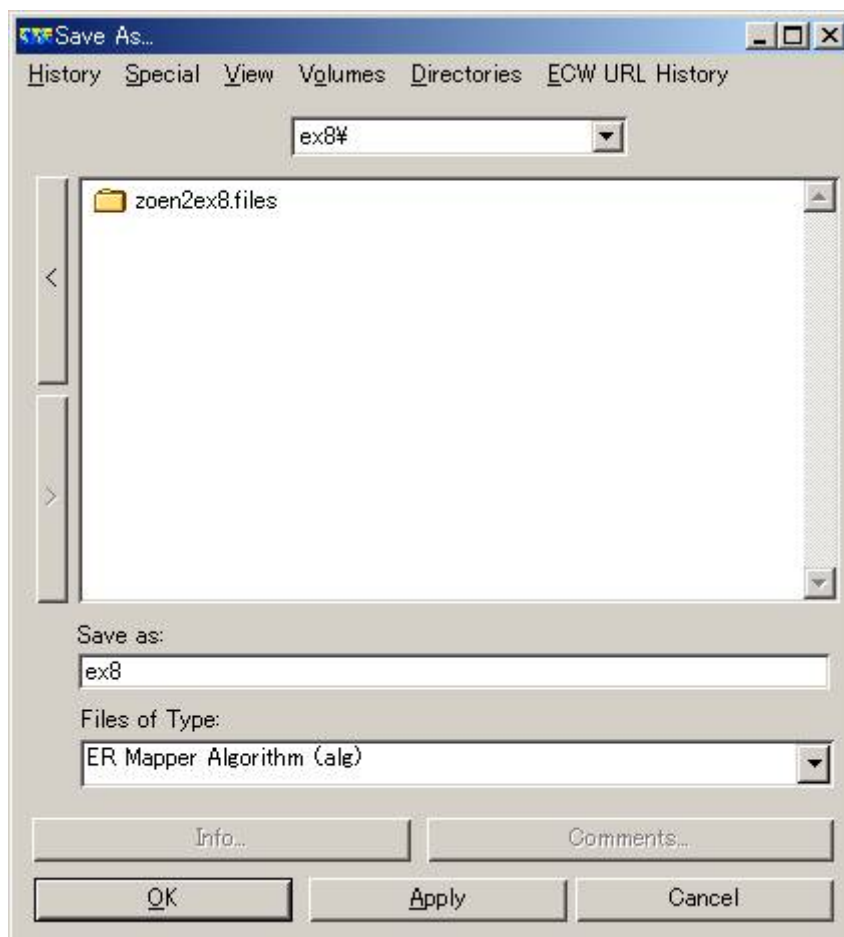 Save As...
History Special View Volumes Directories ECW URL History
ex8¥
zoen2ex8.files
<
>
Save as:
ex8
Files of Type:
ER Mapper Algorithm (alg)
Info... Comments...
OK Apply Cancel